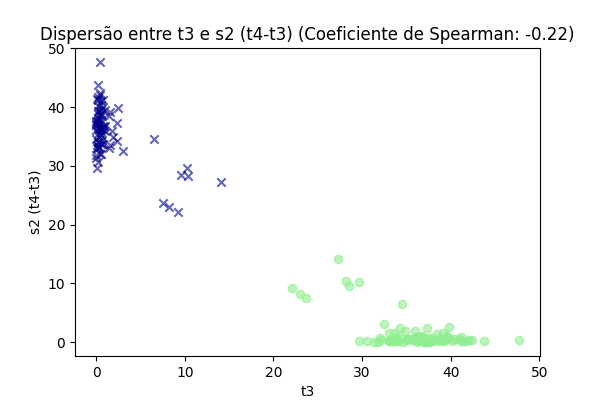 Dispersão entre t3 e s2 (t4-t3) (Coeficiente de Spearman: -0.22)
50
40
30
20
10
0
s2 (t4-t3)
0 10 20 30 40 50
t3